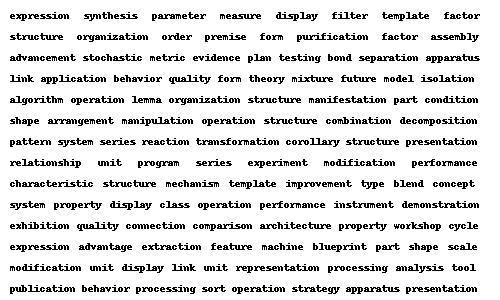 expression synthesis parameter measure display filter template factor
structure organization order premise form purification factor assembly
advancement stochastic metric evidence plan testing bond separation apparatus
link application behavior quality form theory mixture future model isolation
algorithm operation lemma organization structure manifestation part condition
shape arrangement manipulation operation structure combination decomposition
pattern system series reaction transformation corollary structure presentation
relationship unit program series experiment modification performance
characteristic structure mechanism template improvement type blend concept
system property display class operation performance instrument demonstration
exhibition quality connection comparison architecture property workshop cycle
expression advantage extraction feature machine blueprint part shape scale
modification unit display link unit representation processing analysis tool
publication behavior processing sort operation strategy apparatus presentation